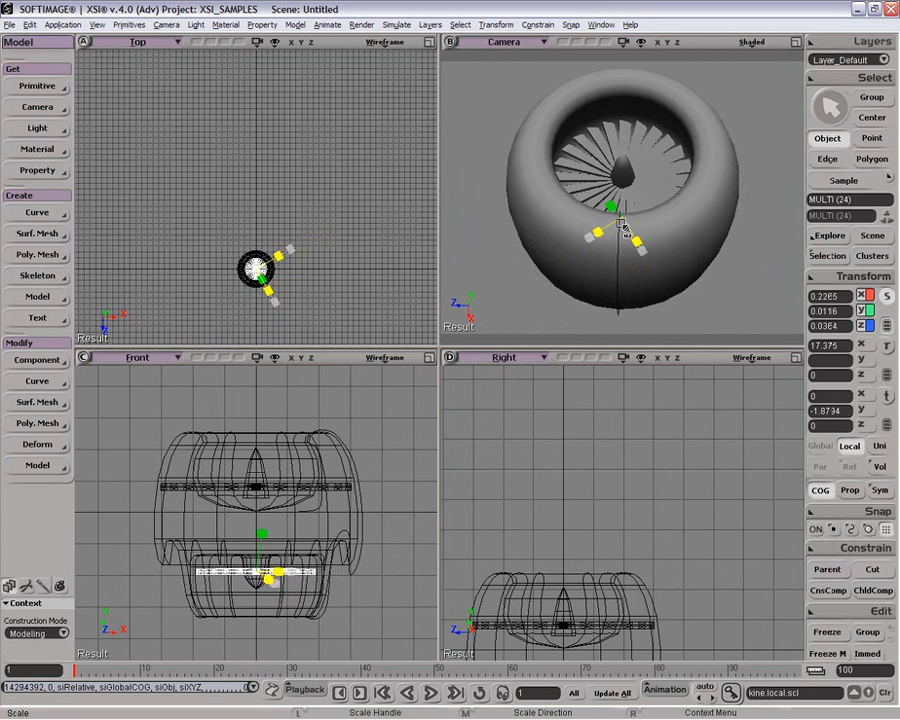 SOFTIMAGE® | XSI® v.4.0 (Adv) Project: XSI_SAMPLES Scene: Untitled
File Edit View Primitives Camera Light Material Property Model Animate Render Simulate Layers Select Transform Constrain Snap Window Help
Model
Get
Primitive
Camera
Light
Material
Property
Create
Curve
Surf. Mesh
Poly. Mesh
Skeleton
Model
Text
Modify
Component
Curve
Surf. Mesh
Poly. Mesh
Deform
Model
Context
Construction Mode
Modeling
A Top X Y Z Wireframe
Y X
Z
Result
B Camera X Y Z Shaded
Z Y
X
Result
C Front X Y Z Wireframe
Y
Z X
Result
D Right X Y Z Wireframe
Y
Z X
Result
Layers
Layer_Default
Select
Group
Center
Object Point
Edge Polygon
Sample
MULTI (24)
MULTI (24)
Explore Scene
Selection Clusters
Transform
0.2265 x s
0.0116 y
0.0364 z
17.375 x r
y
0 z
0 x t
-1.8794 y
0 z
Global Local Uni
Par Ref Vol
COG Prop Sym
Snap
ON
Constrain
Parent Cut
CnsComp ChldComp
Edit
Freeze Group
Freeze M Immed
1 10 20 30 40 50 60 70 80 90 100
14294392, 0, siRelative, siGlobalCOG, siObj, siXYZ, Playback 1 All Update All Animation auto kine.local.scl Clr
Scale L Scale Handle M Scale Direction R Context Menu